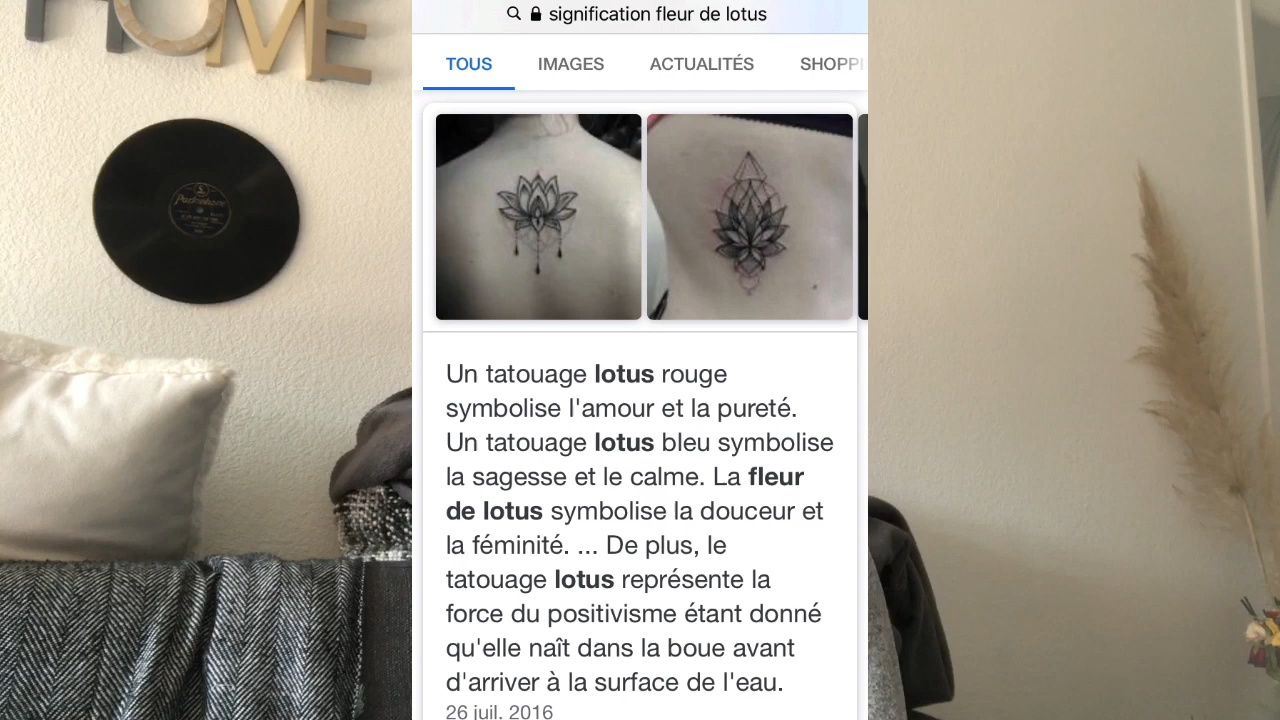 HOME
signification fleur de lotus
TOUS IMAGES ACTUALITÉS SHOPPI
Parlophone
Un tatouage lotus rouge
symbolise l'amour et la pureté.
Un tatouage lotus bleu symbolise
la sagesse et le calme. La fleur
de lotus symbolise la douceur et
la féminité. ... De plus, le
tatouage lotus représente la
force du positivisme étant donné
qu'elle naît dans la boue avant
d'arriver à la surface de l'eau.
26 juil. 2016